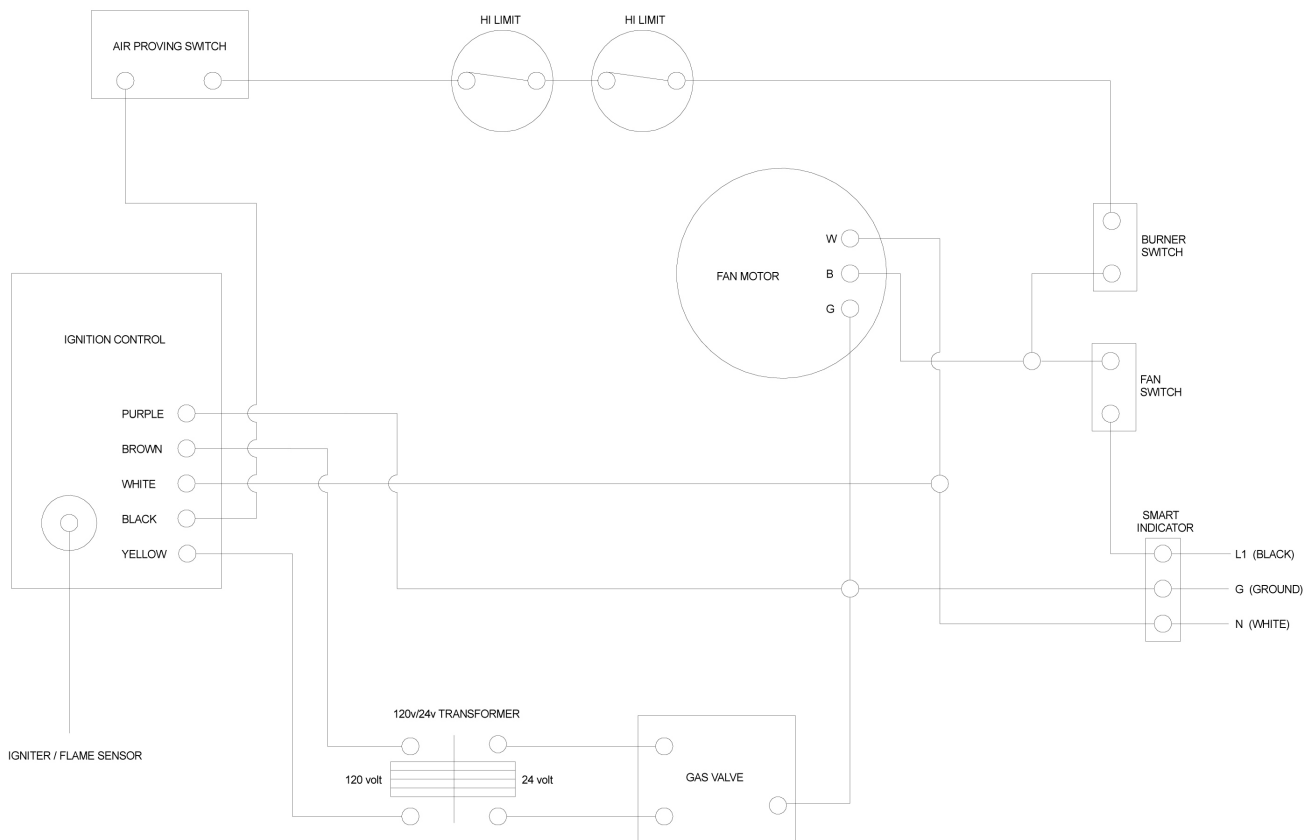 HI LIMIT
HI LIMIT
AIR PROVING SWITCH
W
BURNER
SWITCH
FAN MOTOR
B
G
IGNITION CONTROL
FAN
SWITCH
PURPLE
BROWN
WHITE
BLACK
YELLOW
SMART
INDICATOR
L1 (BLACK)
G (GROUND)
N (WHITE)
120v/24v TRANSFORMER
IGNITER / FLAME SENSOR
120 volt
24 volt
GAS VALVE